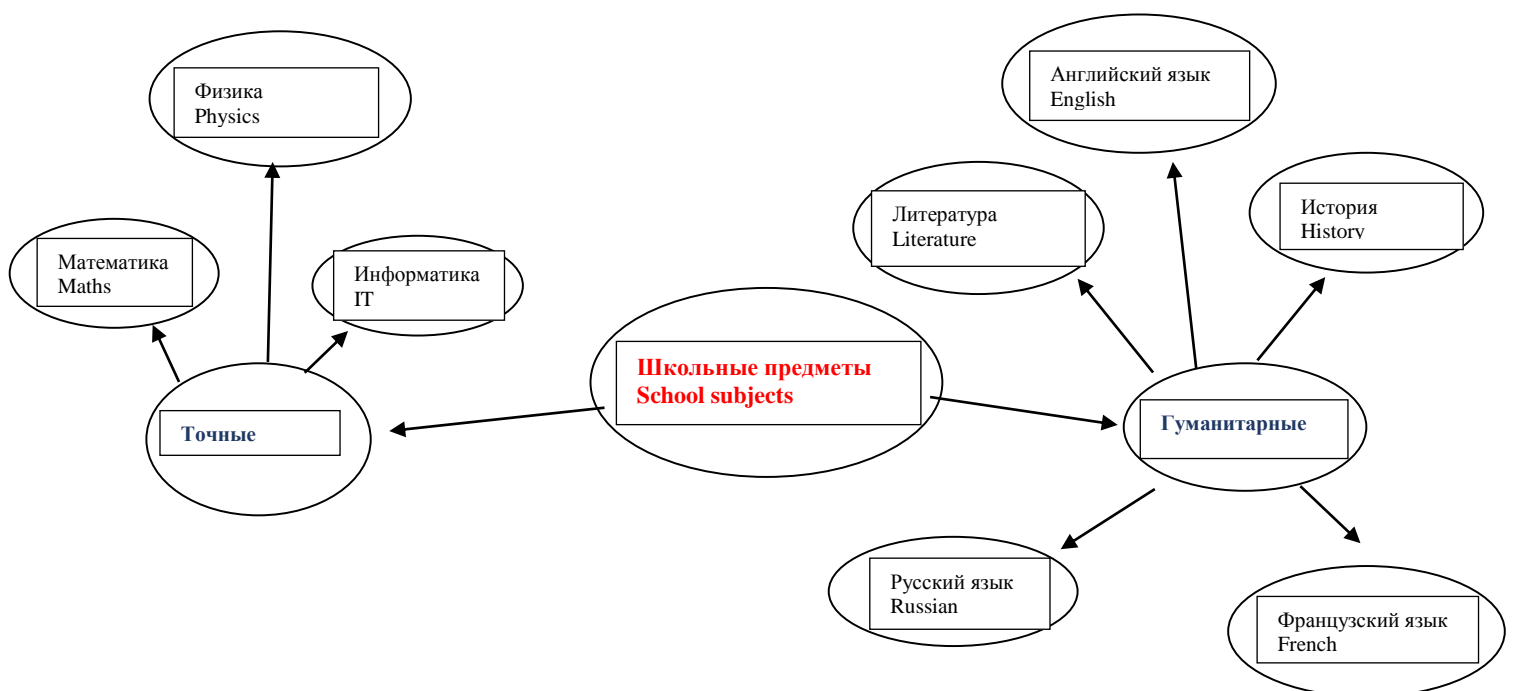 Физика
Physics
Английский язык
English
Литература
Literature
История
History
Математика
Maths
Информатика
IT
Школьные предметы
School subjects
Точные
Гуманитарные
Русский язык
Russian
Французский язык
French